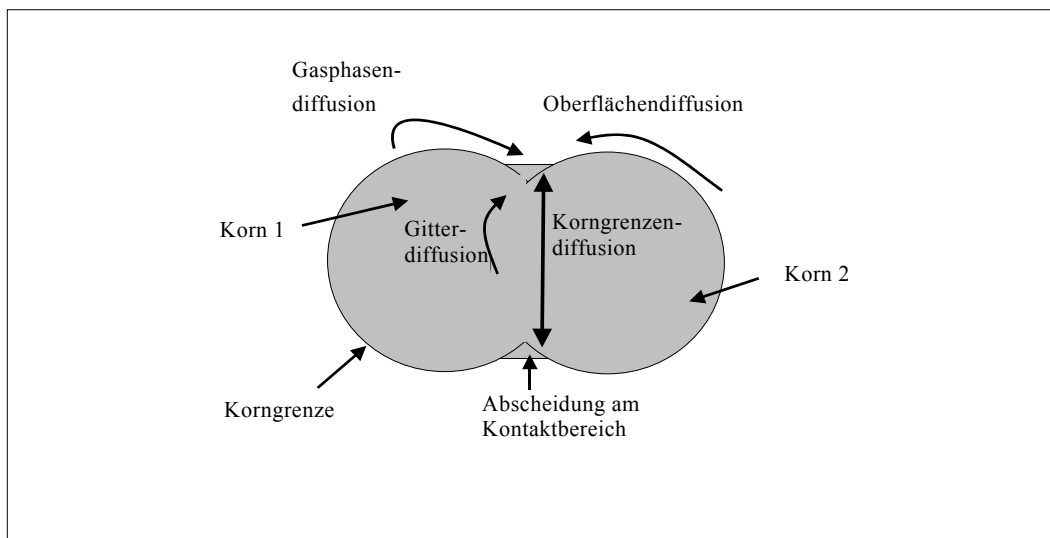 Gasphasen-
diffusion
Oberflächendiffusion
Korn 1
Gitter-
diffusion
Korngrenzen-
diffusion
Korn 2
Korngrenze
Abscheidung am
Kontaktbereich